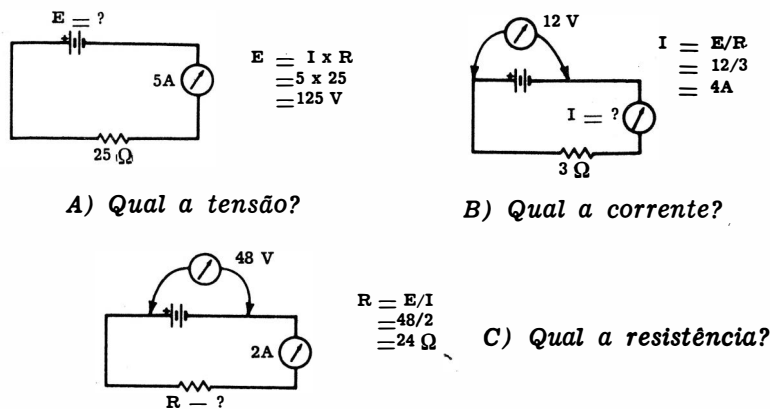 E = ?
5A
25 Ω
E = I x R
= 5 x 25
= 125 V
A) Qual a tensão?
12 V
I = ?
3 Ω
I = E/R
= 12/3
= 4A
B) Qual a corrente?
48 V
2A
R — ?
R = E/I
= 48/2
= 24 Ω
C) Qual a resistência?